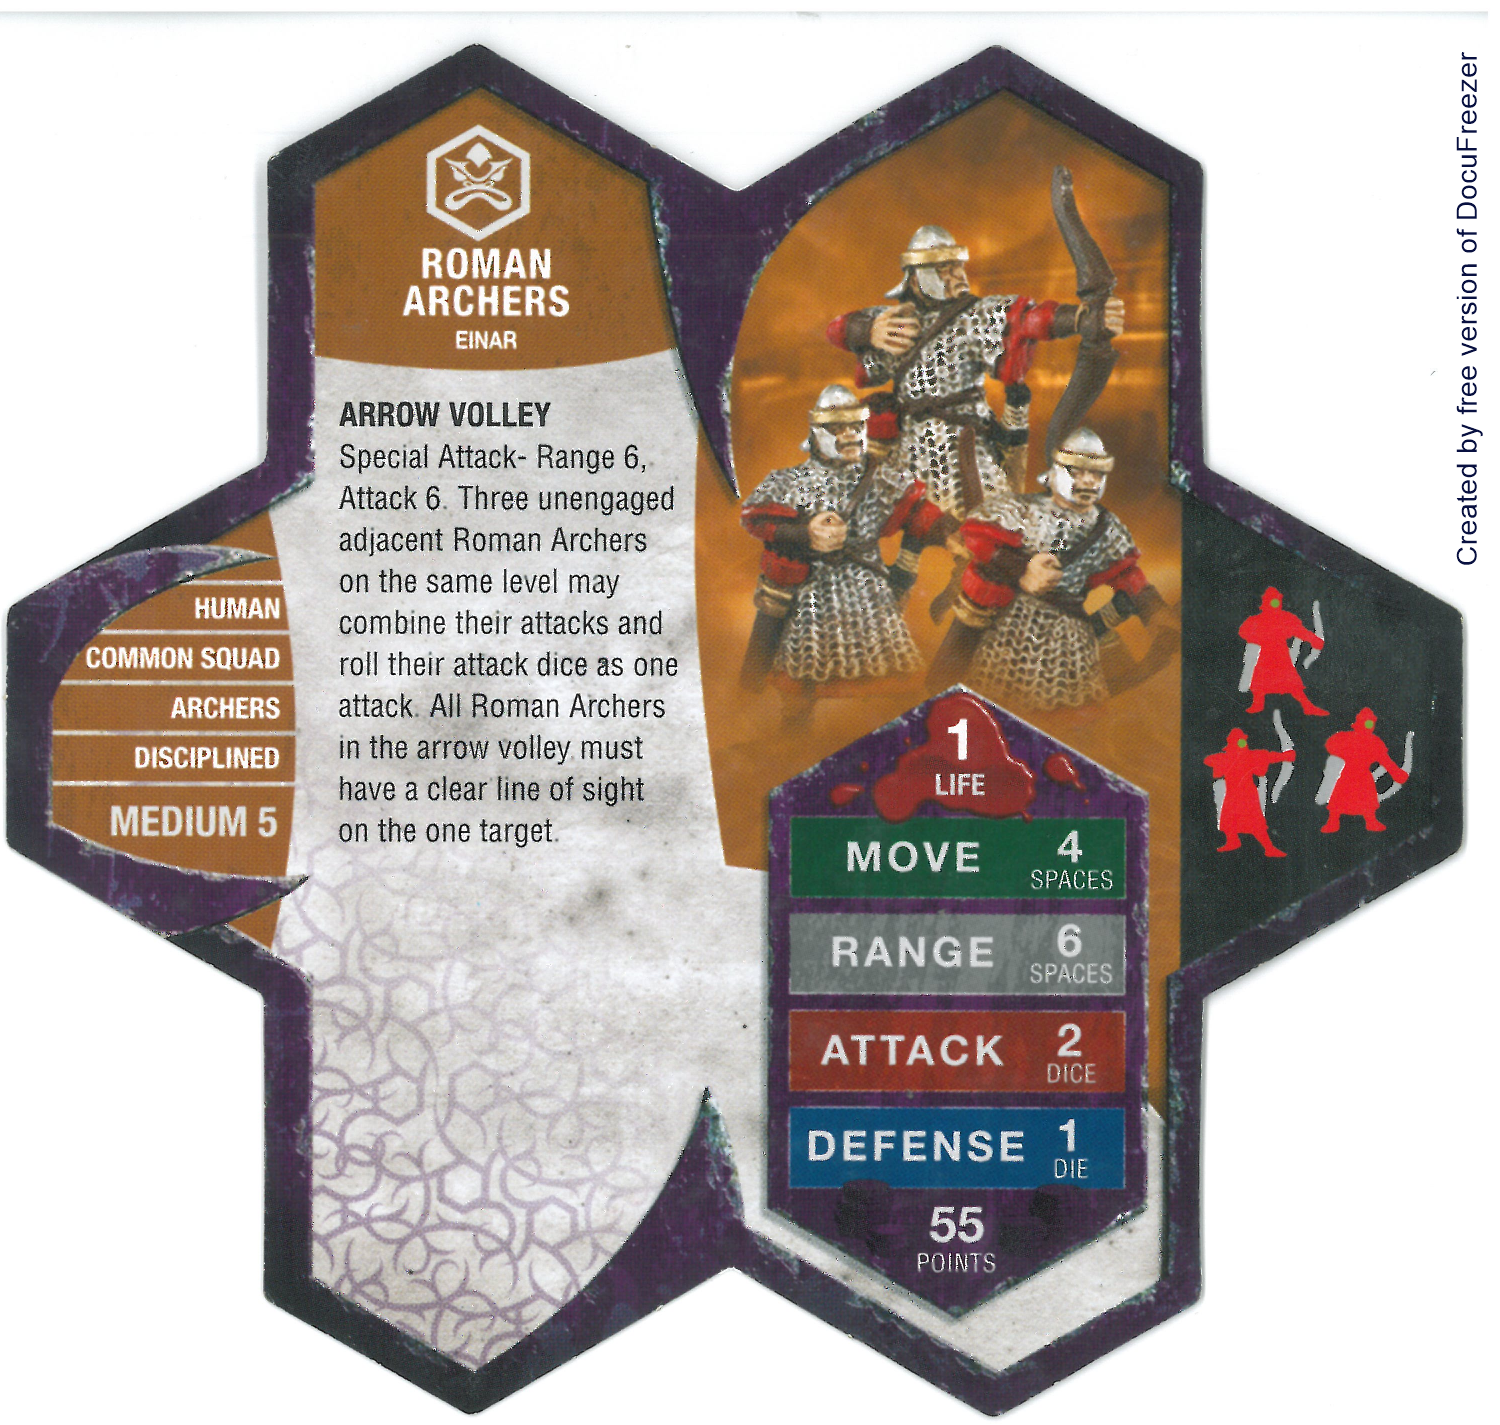 ROMAN
ARCHERS
EINAR
ARROW VOLLEY
Special Attack- Range 6,
Attack 6. Three unengaged
adjacent Roman Archers
on the same level may
combine their attacks and
roll their attack dice as one
attack. All Roman Archers
in the arrow volley must
have a clear line of sight
on the one target.
HUMAN
COMMON SQUAD
ARCHERS
DISCIPLINED
MEDIUM 5
1
LIFE
MOVE 4
SPACES
RANGE 6
SPACES
ATTACK 2
DICE
DEFENSE 1
DIE
55
POINTS
Created by free version of DocuFreezer